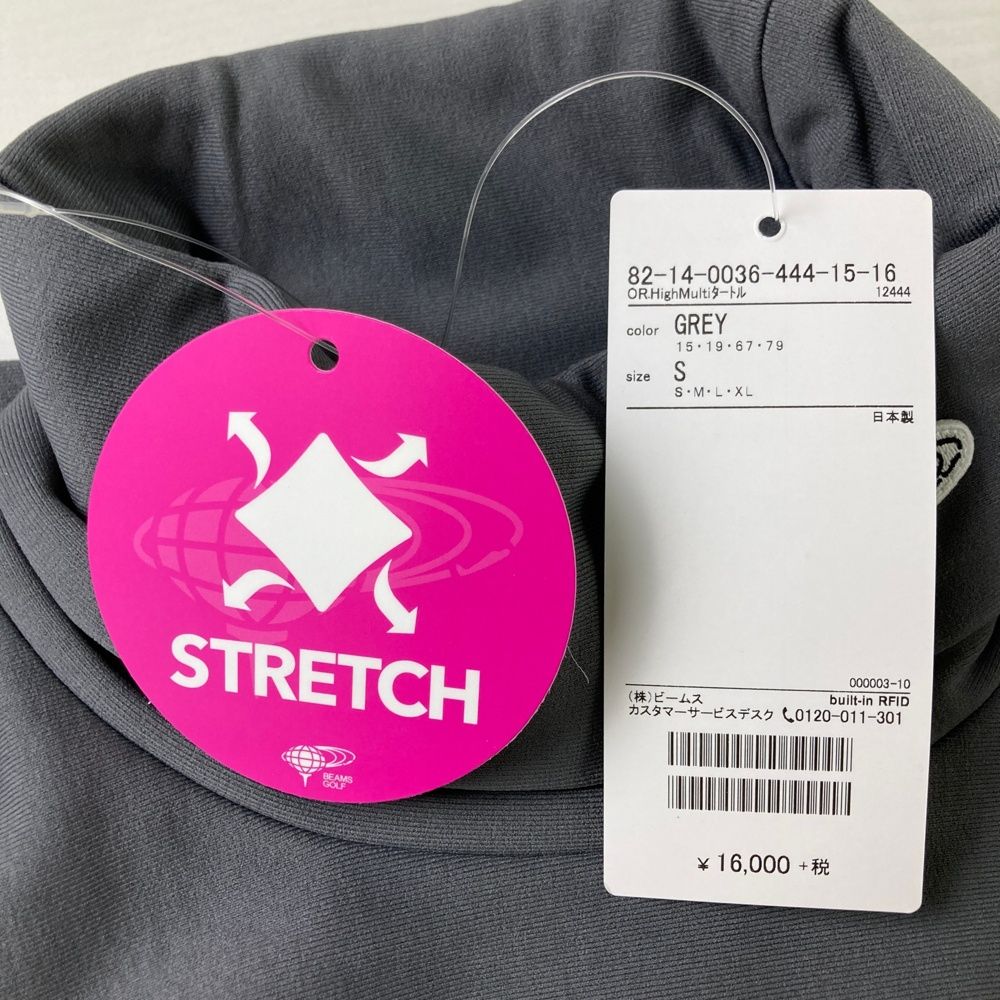 STRETCH
BEAMS
GOLF
82-14-0036-444-15-16
OR.HighMultiタートル 12444
color GREY
15・19・67・79
size S
S・M・L・XL
日本製
000003-10
(株)ビームス built-in RFID
カスタマーサービスデスク 0120-011-301
¥ 16,000 +税